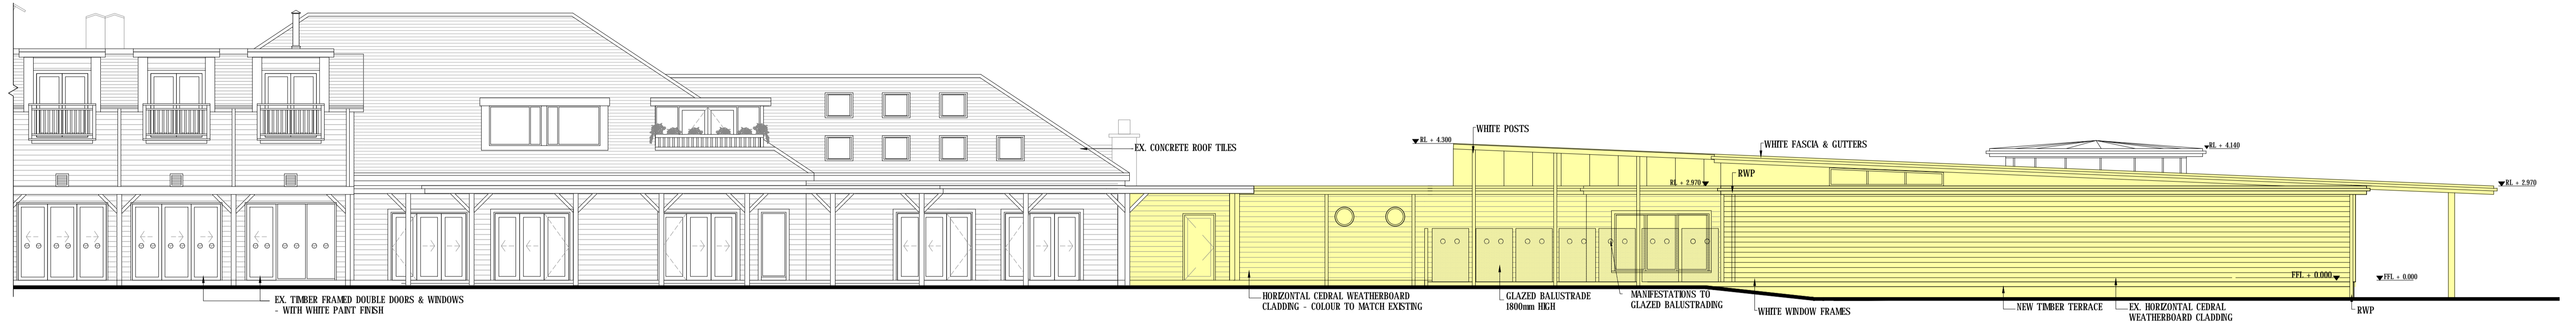 WHITE POSTS
RL + 4.300
EX. CONCRETE ROOF TILES
WHITE FASCIA & GUTTERS
RL + 4.140
RWP
RL + 2.970
RL + 2.970
FFL + 0.000
FFL + 0.000
EX. TIMBER FRAMED DOUBLE DOORS & WINDOWS
- WITH WHITE PAINT FINISH
HORIZONTAL CEDRAL WEATHERBOARD
CLADDING - COLOUR TO MATCH EXISTING
GLAZED BALUSTRADE
1800mm HIGH
MANIFESTATIONS TO
GLAZED BALUSTRADING
WHITE WINDOW FRAMES
NEW TIMBER TERRACE
EX. HORIZONTAL CEDRAL
WEATHERBOARD CLADDING
RWP